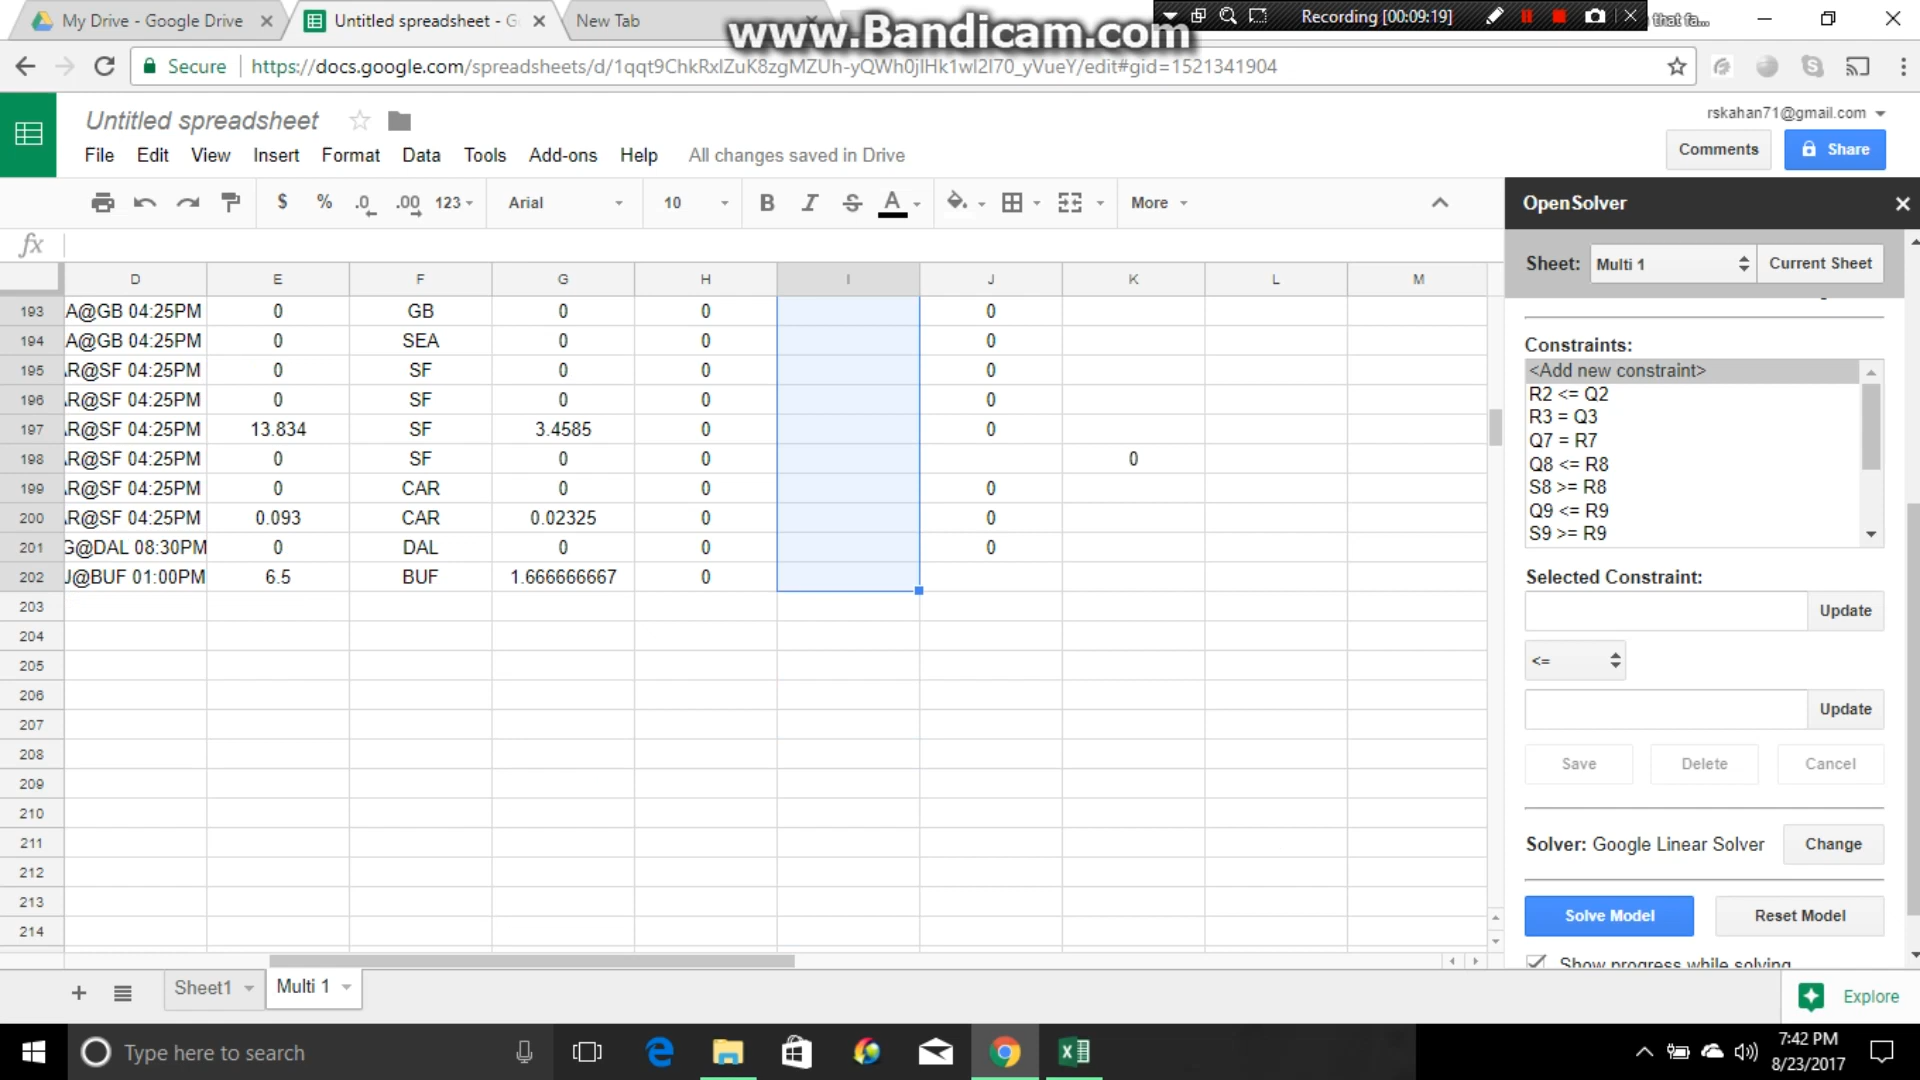 My Drive - Google Drive
Untitled spreadsheet - G
New Tab
www.Bandicam.com
Recording [00:09:19]
that fa...
Secure
https://docs.google.com/spreadsheets/d/1qqt9ChkRxIZuK8zgMZUh-yQWh0jIHk1wI2I70_yVueY/edit#gid=1521341904
Untitled spreadsheet
rskahan71@gmail.com
File Edit View Insert Format Data Tools Add-ons Help All changes saved in Drive
Comments
Share
$ % .0 .00 123 Arial 10 B I S A More
OpenSolver
fx
Sheet: Multi 1 Current Sheet
D E F G H I J K L M
193 A@GB 04:25PM 0 GB 0 0 0
194 A@GB 04:25PM 0 SEA 0 0 0
195 R@SF 04:25PM 0 SF 0 0 0
196 R@SF 04:25PM 0 SF 0 0 0
197 R@SF 04:25PM 13.834 SF 3.4585 0 0
198 R@SF 04:25PM 0 SF 0 0 0
199 R@SF 04:25PM 0 CAR 0 0 0
200 R@SF 04:25PM 0.093 CAR 0.02325 0 0
201 G@DAL 08:30PM 0 DAL 0 0 0
202 J@BUF 01:00PM 6.5 BUF 1.666666667 0
203
204
205
206
207
208
209
210
211
212
213
214
Constraints:
<Add new constraint>
R2 <= Q2
R3 = Q3
Q7 = R7
Q8 <= R8
S8 >= R8
Q9 <= R9
S9 >= R9
Selected Constraint:
Update
<=
Update
Save Delete Cancel
Solver: Google Linear Solver Change
Solve Model Reset Model
Show progress while solving
Sheet1 Multi 1
Explore
Type here to search
7:42 PM
8/23/2017